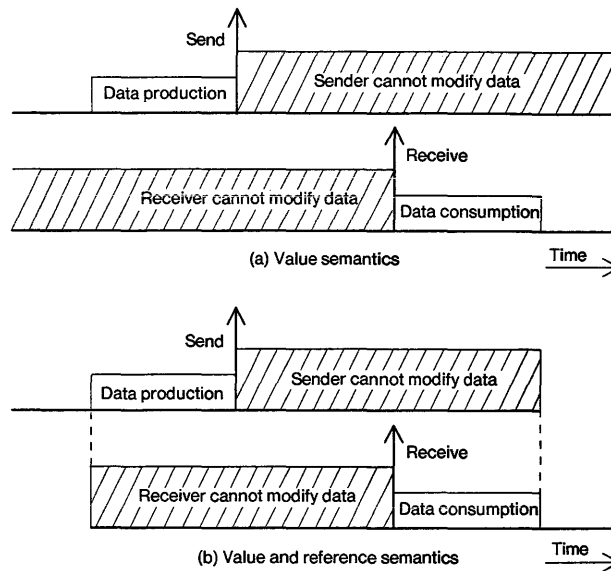 Send
Sender cannot modify data
Data production
Receive
Receiver cannot modify data
Data consumption
(a) Value semantics
Time
Send
Sender cannot modify data
Data production
Receive
Receiver cannot modify data
Data consumption
(b) Value and reference semantics
Time